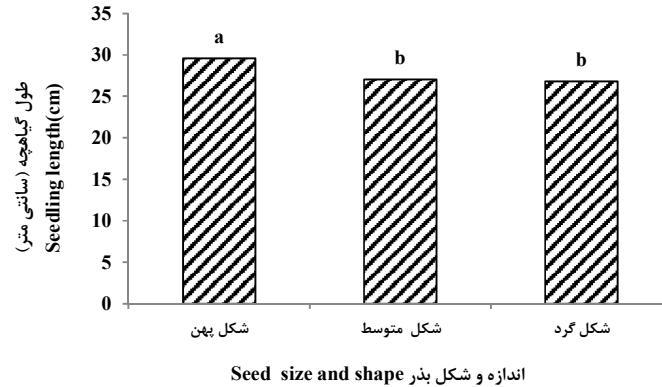 35
30
25
20
15
10
5
0
طول گیاهچه (سانتی متر)
Seedling length(cm)
a
b
b
شکل پهن
شکل متوسط
شکل گرد
اندازه و شکل بذر Seed size and shape